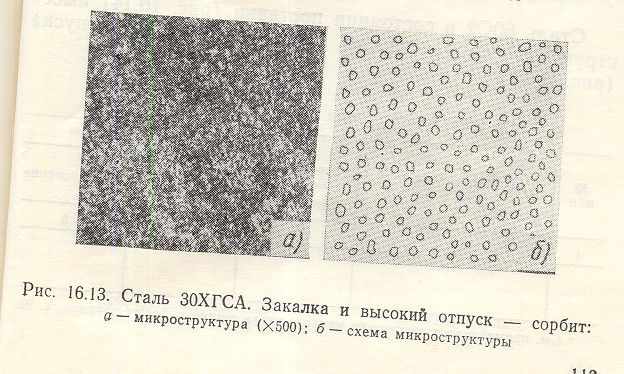 а)
б)
Рис. 16.13. Сталь 30ХГСА. Закалка и высокий отпуск — сорбит:
а — микроструктура (×500); б — схема микроструктуры